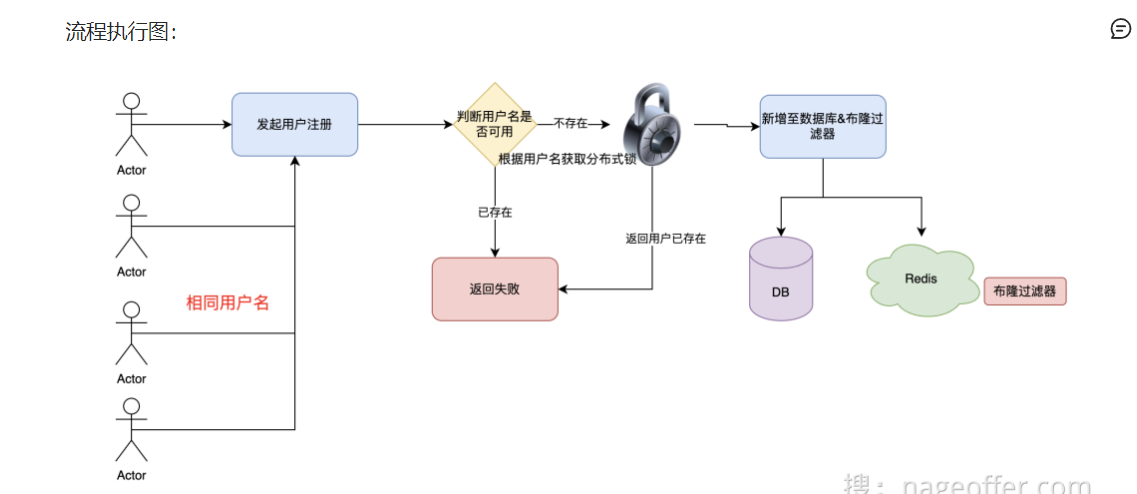 流程执行图：
Actor
发起用户注册
判断用户名是
否可用
不存在
根据用户名获取分布式锁
新增至数据库&布隆过
滤器
Actor
已存在
返回用户已存在
相同用户名
返回失败
DB
Redis
布隆过滤器
Actor
Actor
搜：nageoffer.com